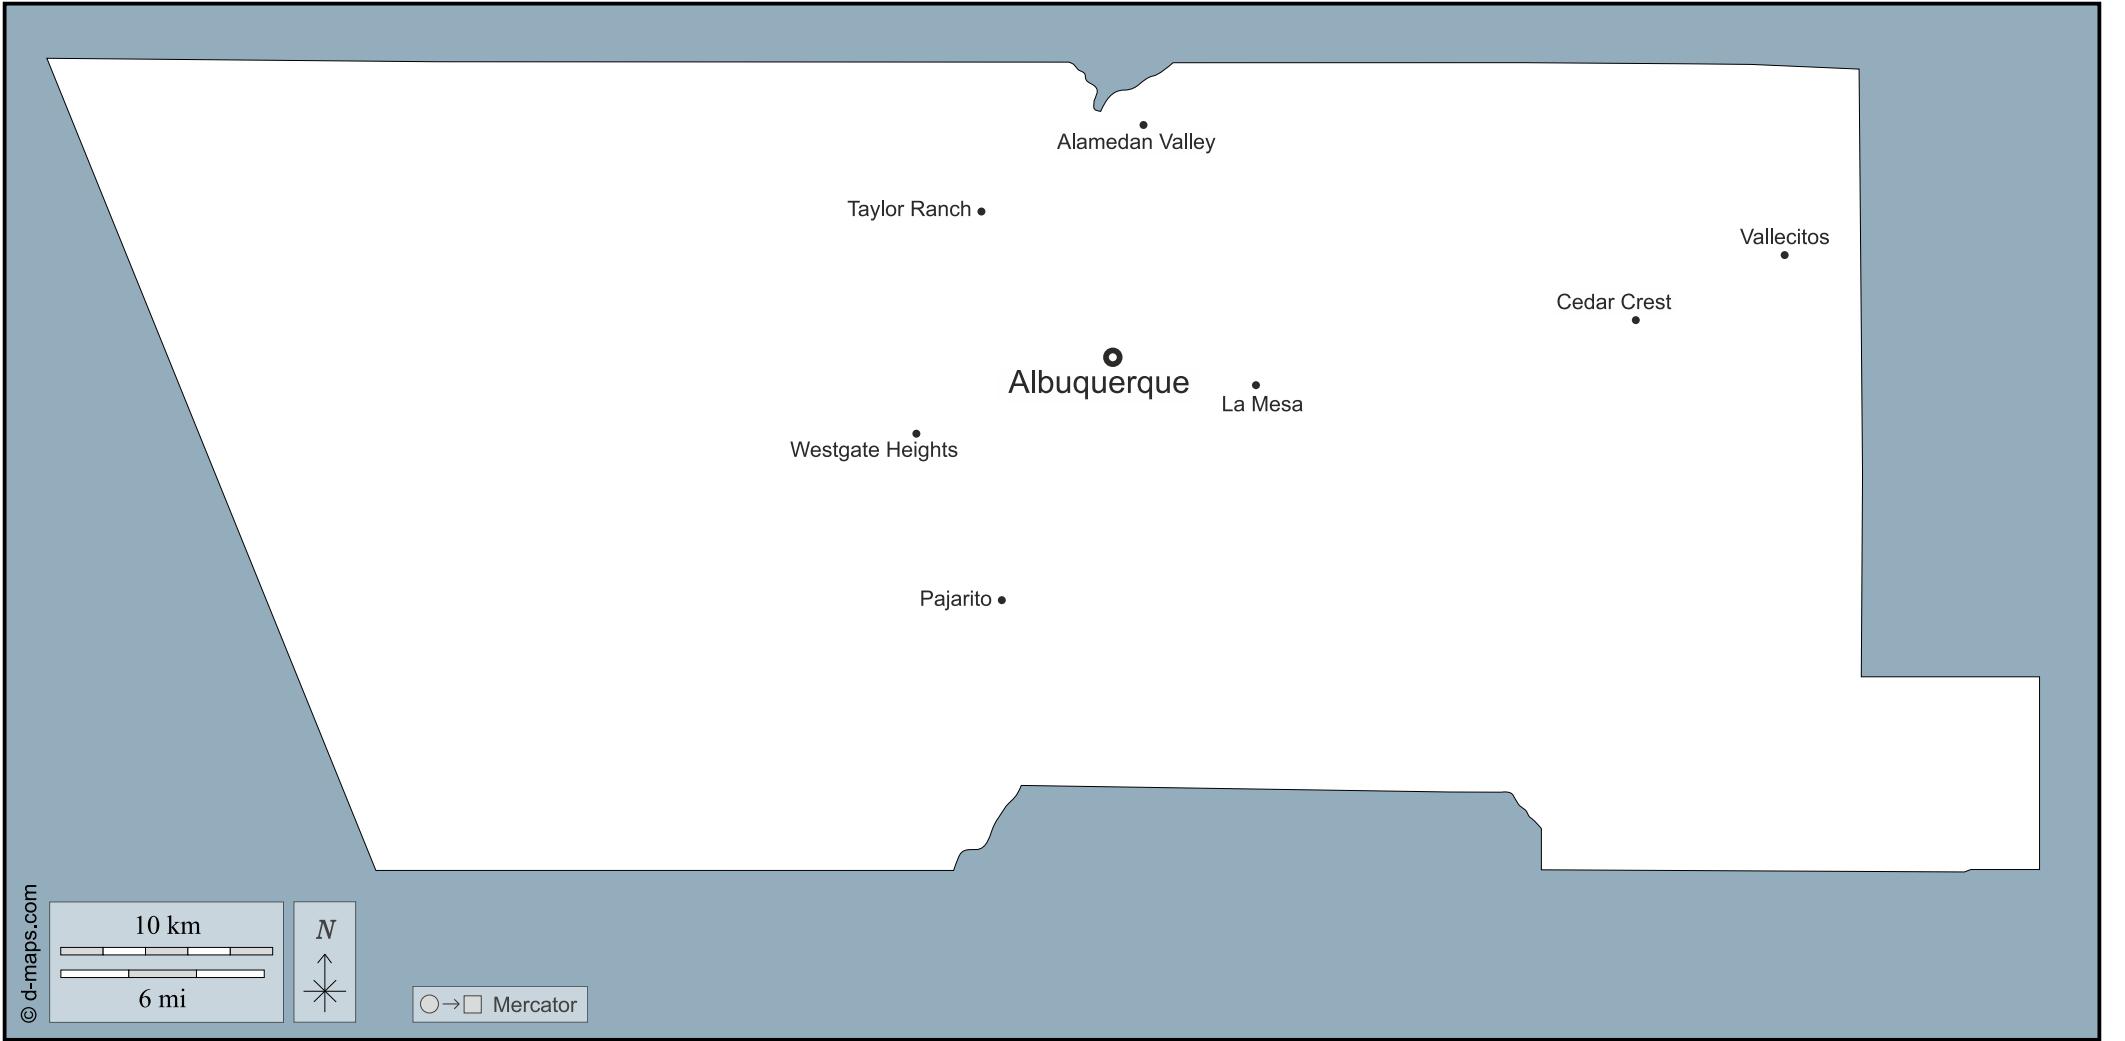 Alamedan Valley
Taylor Ranch
Vallecitos
Cedar Crest
Albuquerque
La Mesa
Westgate Heights
Pajarito
© d-maps.com
10 km
6 mi
N
Mercator